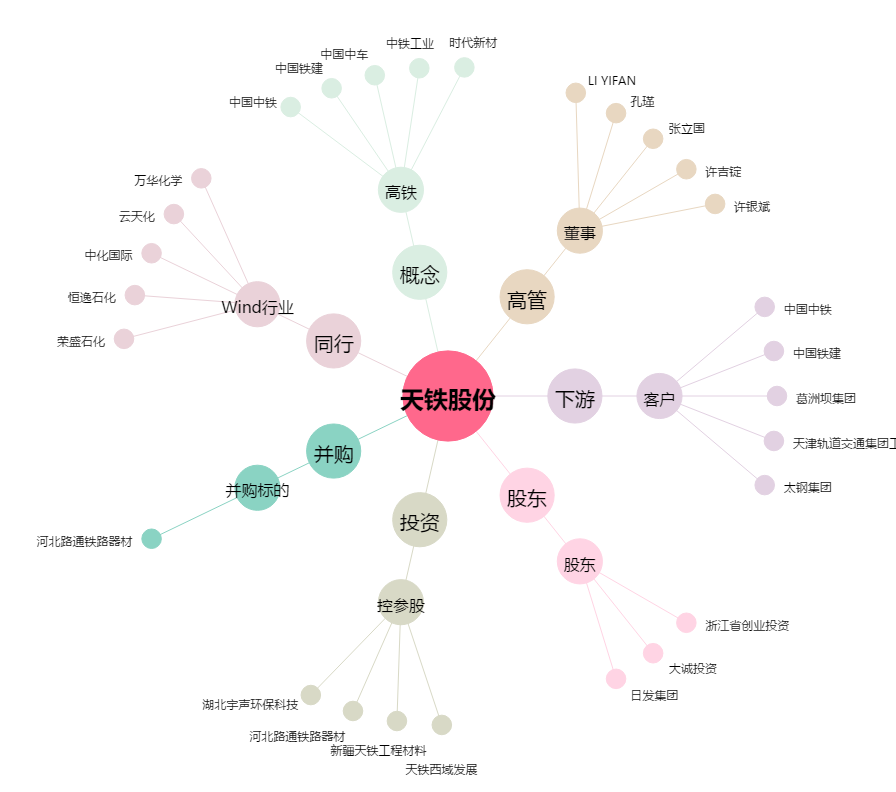 中铁工业
时代新材
中国中车
中国铁建
中国中铁
LI YIFAN
孔瑾
张立国
许吉锭
许银斌
万华化学
云天化
中化国际
恒逸石化
荣盛石化
高铁
董事
概念
高管
Wind行业
同行
中国中铁
中国铁建
葛洲坝集团
天津轨道交通集团工
太钢集团
天铁股份
下游
客户
并购
并购标的
河北路通铁路器材
投资
股东
股东
控参股
浙江省创业投资
大诚投资
日发集团
湖北宇声环保科技
河北路通铁路器材
新疆天铁工程材料
天铁西域发展